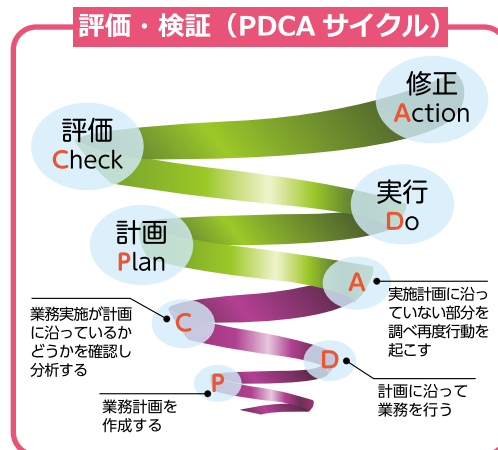 評価・検証（PDCAサイクル）
修正
Action
評価
Check
実行
Do
計画
Plan
A
実施計画に沿っ
ていない部分を
調べ再度行動を
起こす
C
業務実施が計画
に沿っているか
どうかを確認し
分析する
D
計画に沿って
業務を行う
P
業務計画を
作成する